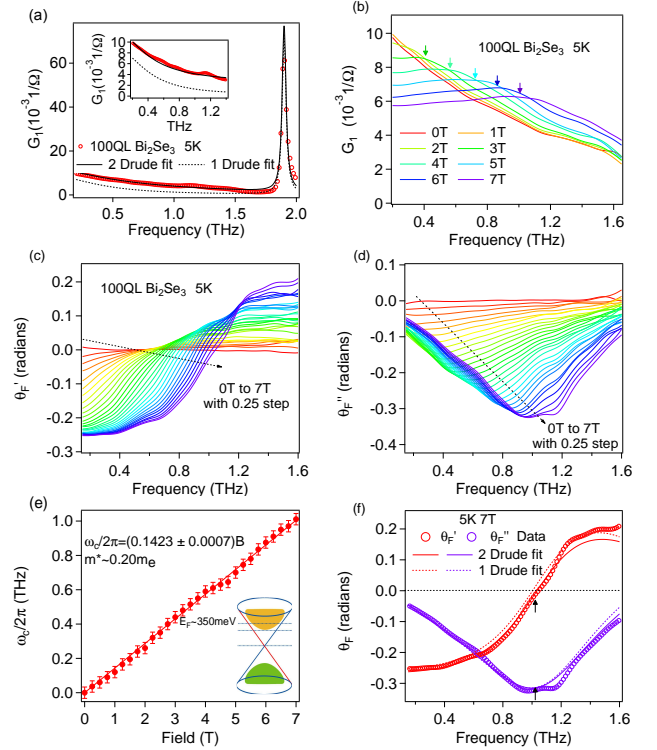 (a)
G₁(10⁻³1/Ω)
60
40
20
0
10
8
6
4
2
0
G₁(10⁻³1/Ω)
0.4 0.8 1.2
THz
100QL Bi₂Se₃ 5K
2 Drude fit 1 Drude fit
0.5 1.0 1.5 2.0
Frequency (THz)
(b)
100QL Bi₂Se₃ 5K
G₁ (10⁻³1/Ω)
10
8
6
4
2
0
0T 1T
2T 3T
4T 5T
6T 7T
0.4 0.8 1.2 1.6
Frequency (THz)
(c)
100QL Bi₂Se₃ 5K
θF' (radians)
0.2
0.1
0.0
-0.1
-0.2
-0.3
0T to 7T
with 0.25 step
0.4 0.8 1.2 1.6
Frequency (THz)
(d)
θF" (radians)
0.1
0.0
-0.1
-0.2
-0.3
-0.4
0T to 7T
with 0.25 step
0.4 0.8 1.2 1.6
Frequency (THz)
(e)
ωc/2π (THz)
1.0
0.8
0.6
0.4
0.2
0.0
ωc/2π=(0.1423 ± 0.0007)B
m*~0.20me
EF~350meV
0 1 2 3 4 5 6 7
Field (T)
(f)
5K 7T
θF' θF" Data
2 Drude fit
1 Drude fit
θF (radians)
0.2
0.1
0.0
-0.1
-0.2
-0.3
0.4 0.8 1.2 1.6
Frequency (THz)